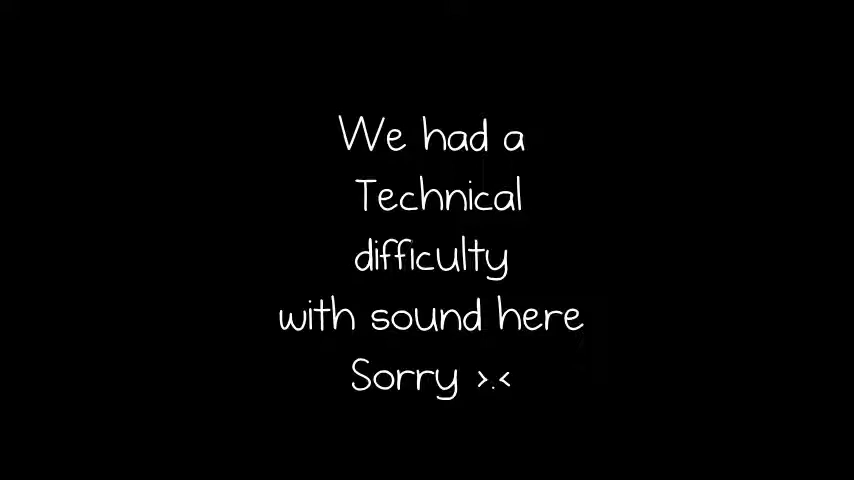 We had a
Technical
difficulty
with sound here
Sorry >.<